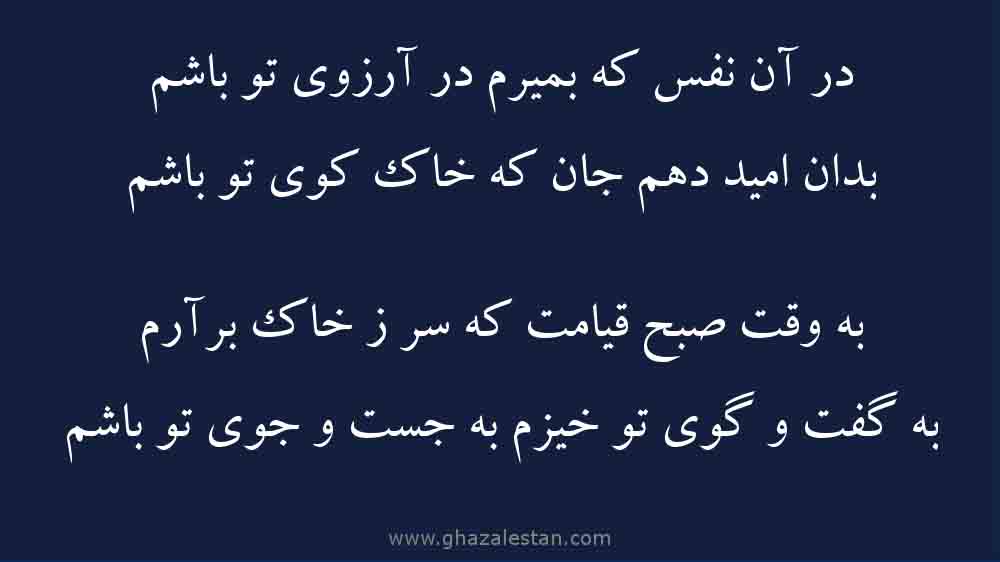 در آن نفس که بمیرم در آرزوی تو باشم
بدان امید دهم جان که خاک کوی تو باشم
به وقت صبح قیامت که سر ز خاک برآرم
به گفت و گوی تو خیزم به جست و جوی تو باشم
www.ghazalestan.com